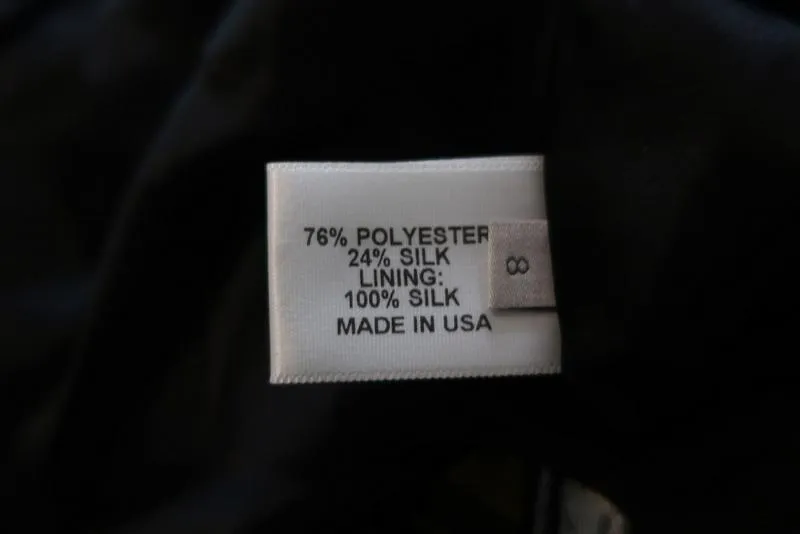 76% POLYESTER
24% SILK
LINING:
100% SILK
MADE IN USA
8